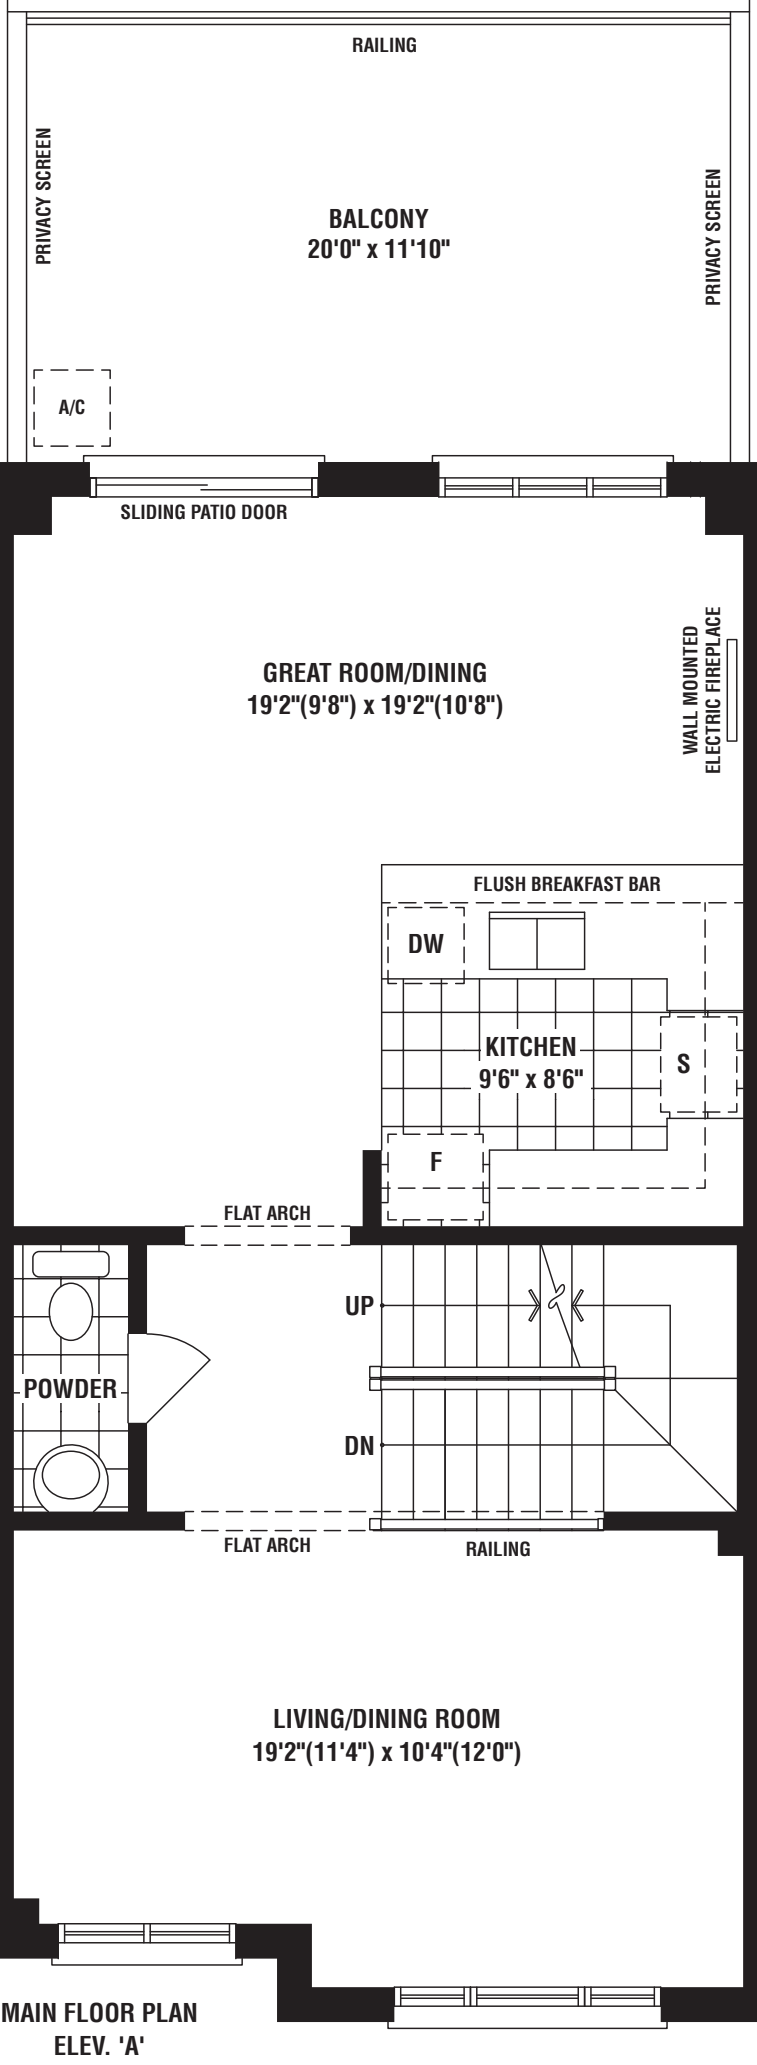 RAILING
PRIVACY SCREEN
PRIVACY SCREEN
BALCONY
20'0" x 11'10"
A/C
SLIDING PATIO DOOR
GREAT ROOM/DINING
19'2"(9'8") x 19'2"(10'8")
WALL MOUNTED
ELECTRIC FIREPLACE
FLUSH BREAKFAST BAR
DW
KITCHEN
9'6" x 8'6"
S
F
FLAT ARCH
UP
POWDER
DN
FLAT ARCH
RAILING
LIVING/DINING ROOM
19'2"(11'4") x 10'4"(12'0")
MAIN FLOOR PLAN
ELEV. 'A'